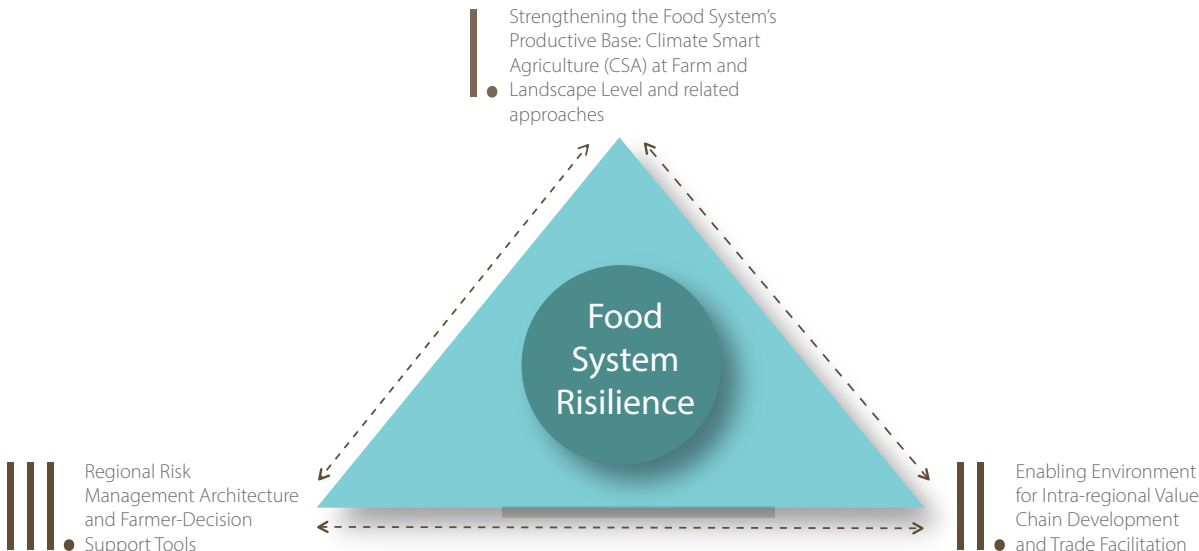 Strengthening the Food System’s
Productive Base: Climate Smart
Agriculture (CSA) at Farm and
Landscape Level and related
approaches
Food
System
Risilience
Regional Risk
Management Architecture
and Farmer-Decision
Support Tools
Enabling Environment
for Intra-regional Value
Chain Development
and Trade Facilitation